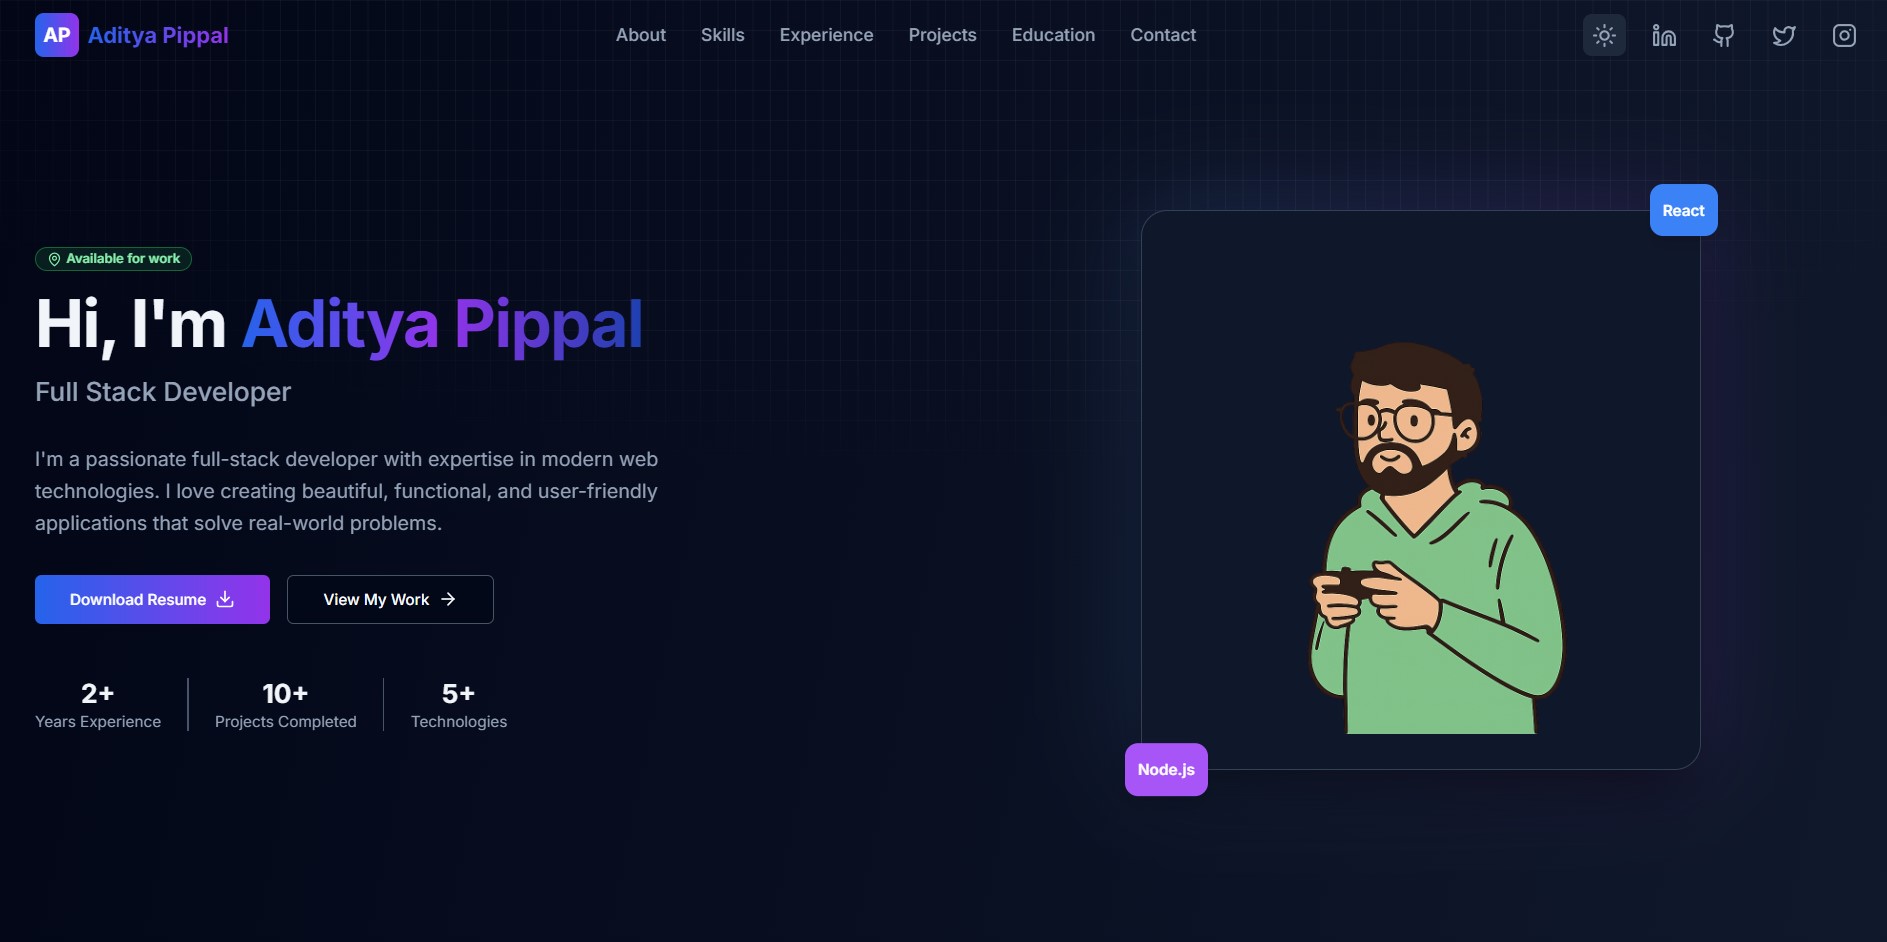 AP Aditya Pippal
About Skills Experience Projects Education Contact
React
Available for work
Hi, I'm Aditya Pippal
Full Stack Developer
I'm a passionate full-stack developer with expertise in modern web
technologies. I love creating beautiful, functional, and user-friendly
applications that solve real-world problems.
Download Resume
View My Work
2+
Years Experience
10+
Projects Completed
5+
Technologies
Node.js